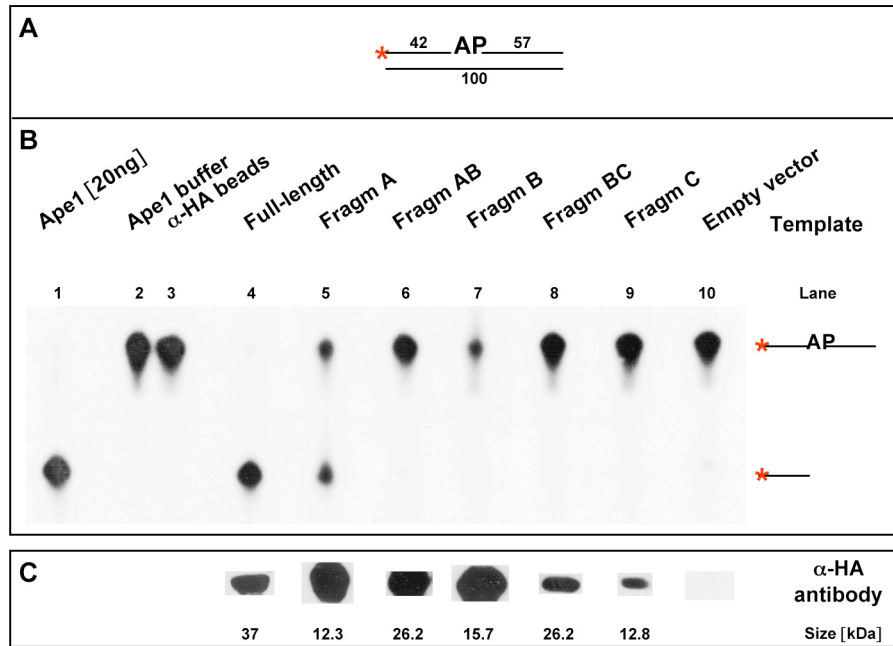 A
* 42 AP 57
100
B
Ape1 [20ng]
Ape1 buffer
α-HA beads
Full-length
Fragm A
Fragm AB
Fragm B
Fragm BC
Fragm C
Empty vector
Template
1 2 3 4 5 6 7 8 9 10 Lane
* AP
*
C
α-HA
antibody
37 12.3 26.2 15.7 26.2 12.8 Size [kDa]